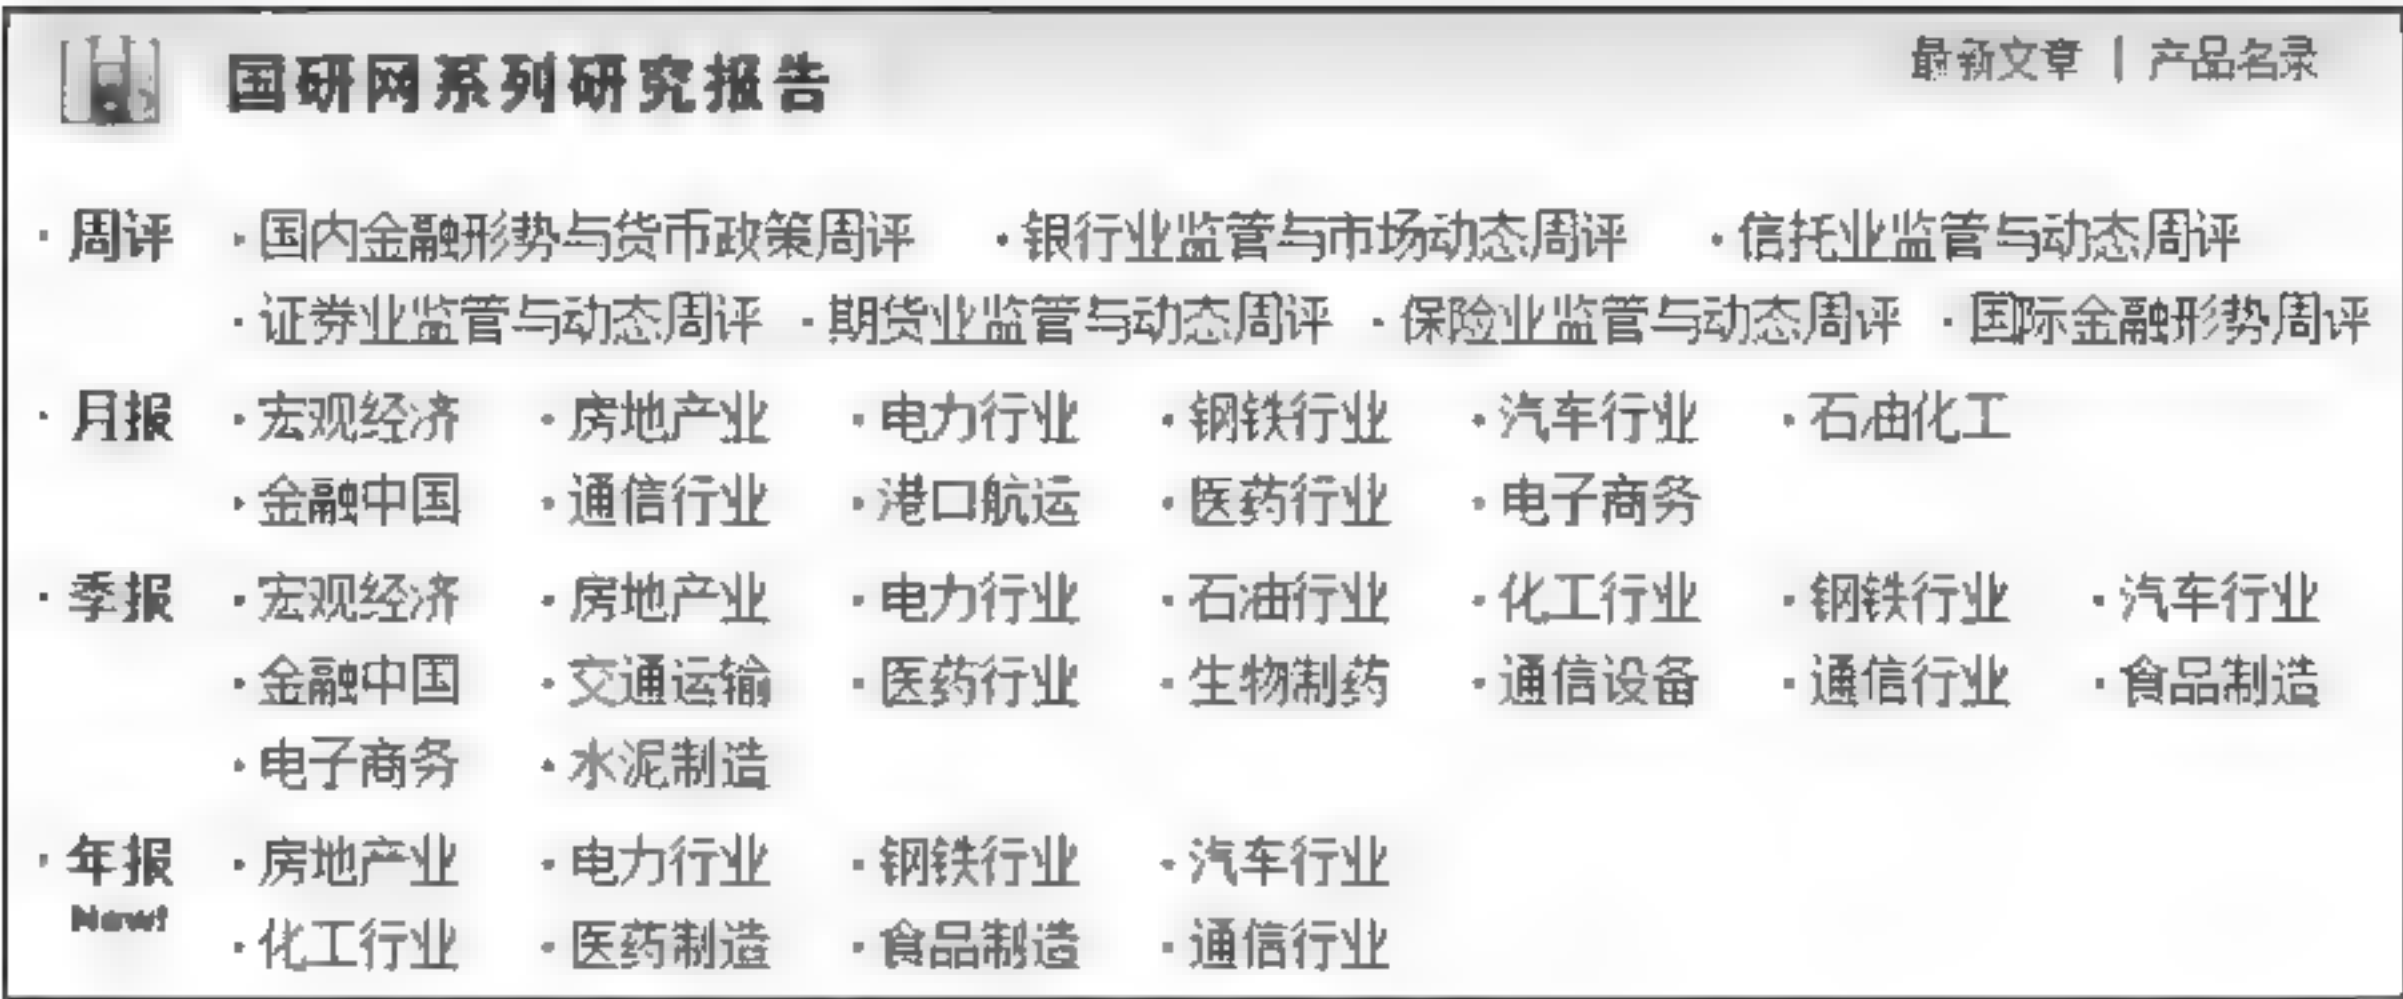 国研网系列研究报告 最新文章 | 产品名录
· 周评 · 国内金融形势与货币政策周评 · 银行业监管与市场动态周评 · 信托业监管与动态周评
· 证券业监管与动态周评 · 期货业监管与动态周评 · 保险业监管与动态周评 · 国际金融形势周评
· 月报 · 宏观经济 · 房地产业 · 电力行业 · 钢铁行业 · 汽车行业 · 石油化工
· 金融中国 · 通信行业 · 港口航运 · 医药行业 · 电子商务
· 季报 · 宏观经济 · 房地产业 · 电力行业 · 石油行业 · 化工行业 · 钢铁行业 · 汽车行业
· 金融中国 · 交通运输 · 医药行业 · 生物制药 · 通信设备 · 通信行业 · 食品制造
· 电子商务 · 水泥制造
· 年报 · 房地产业 · 电力行业 · 钢铁行业 · 汽车行业
New!
· 化工行业 · 医药制造 · 食品制造 · 通信行业